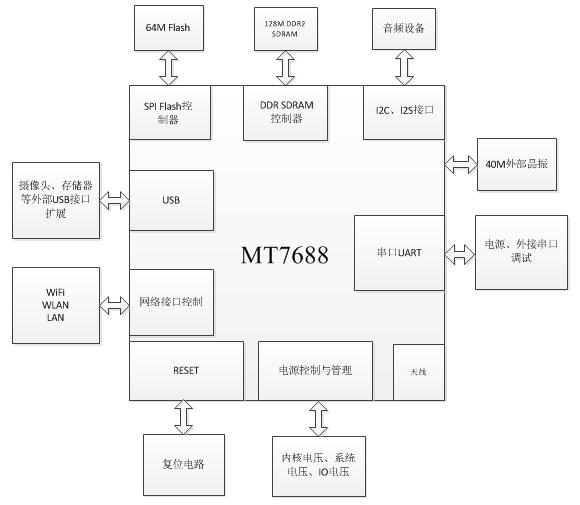 64M Flash
128M DDR2
SDRAM
音频设备
SPI Flash控
制器
DDR SDRAM
控制器
I2C、I2S接口
40M外部晶振
摄像头、存储器
等外部USB接口
扩展
USB
MT7688
串口UART
电源、外接串口
调试
WiFi
WLAN
LAN
网络接口控制
RESET
电源控制与管理
天线
复位电路
内核电压、系统
电压、IO电压